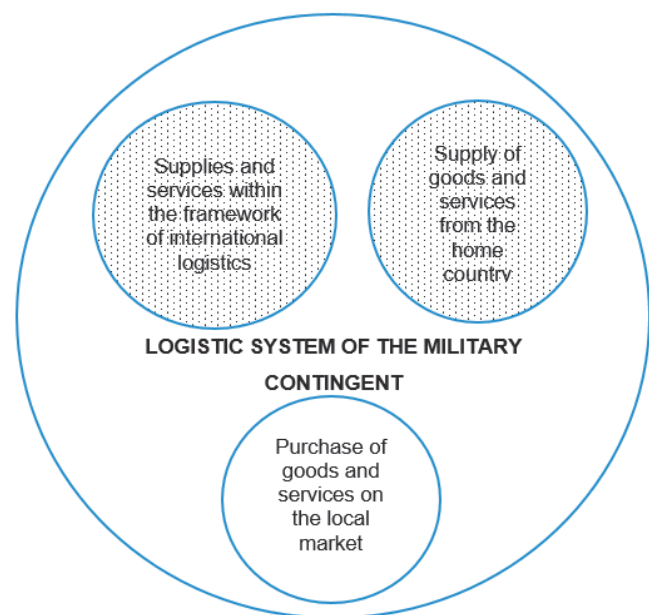 Supplies and
services within
the framework
of international
logistics
Supply of
goods and
services
from the
home
country
LOGISTIC SYSTEM OF THE MILITARY
CONTINGENT
Purchase of
goods and
services on
the local
market